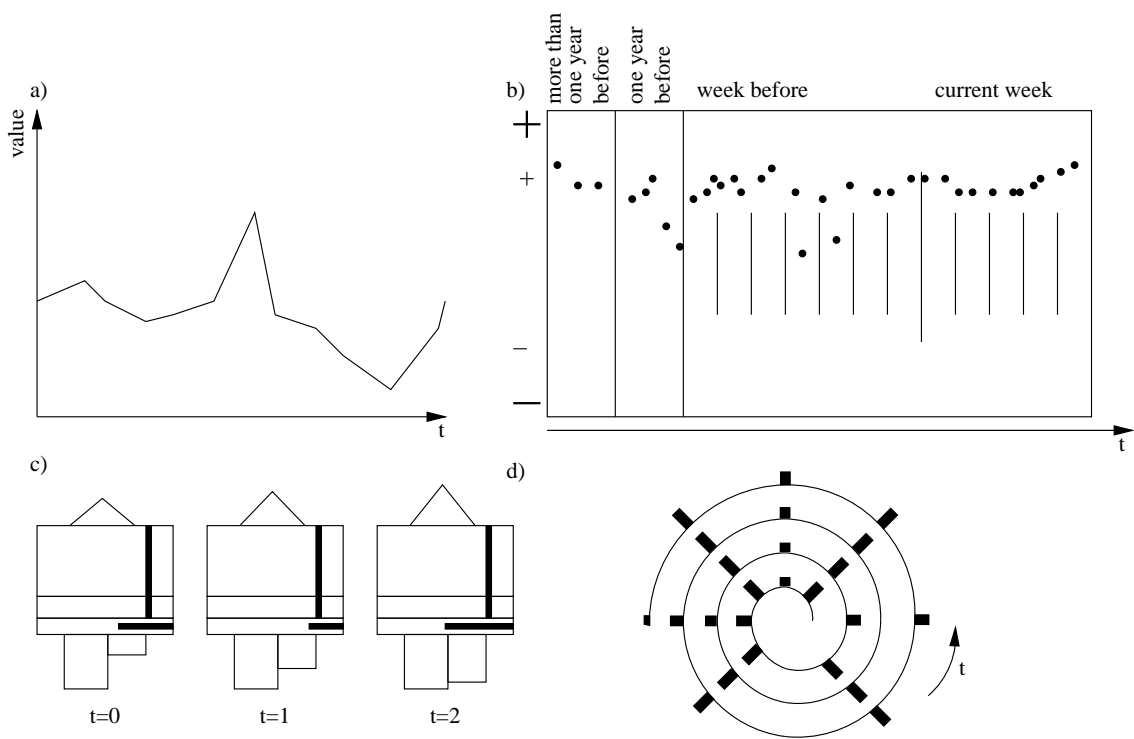 a)
value
t
b)
more than
one year
before
one year
before
week before
current week
+
+
–
—
t
c)
t=0
t=1
t=2
d)
t